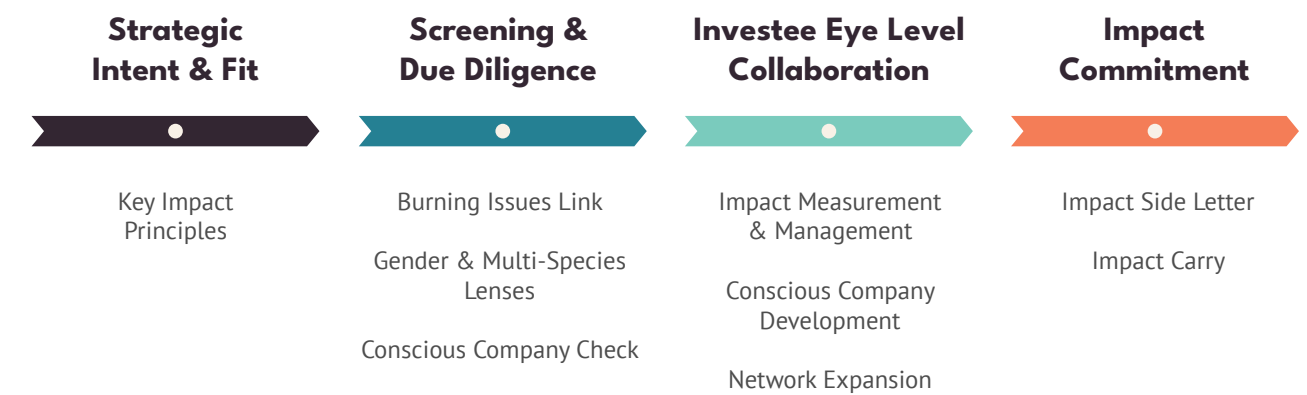 Strategic
Intent & Fit
Key Impact
Principles
Screening &
Due Diligence
Burning Issues Link
Gender & Multi-Species
Lenses
Conscious Company Check
Investee Eye Level
Collaboration
Impact Measurement
& Management
Conscious Company
Development
Network Expansion
Impact
Commitment
Impact Side Letter
Impact Carry